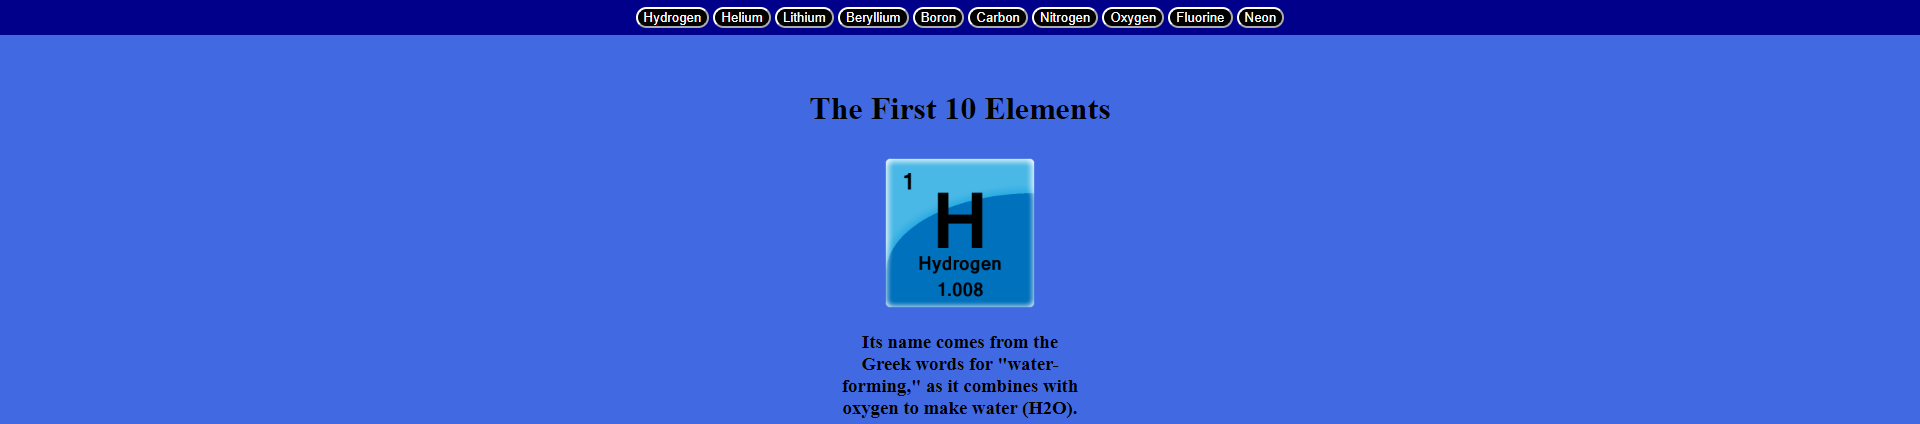 Hydrogen Helium Lithium Beryllium Boron Carbon Nitrogen Oxygen Fluorine Neon
The First 10 Elements
1
H
Hydrogen
1.008
Its name comes from the
Greek words for "water-
forming," as it combines with
oxygen to make water (H2O).